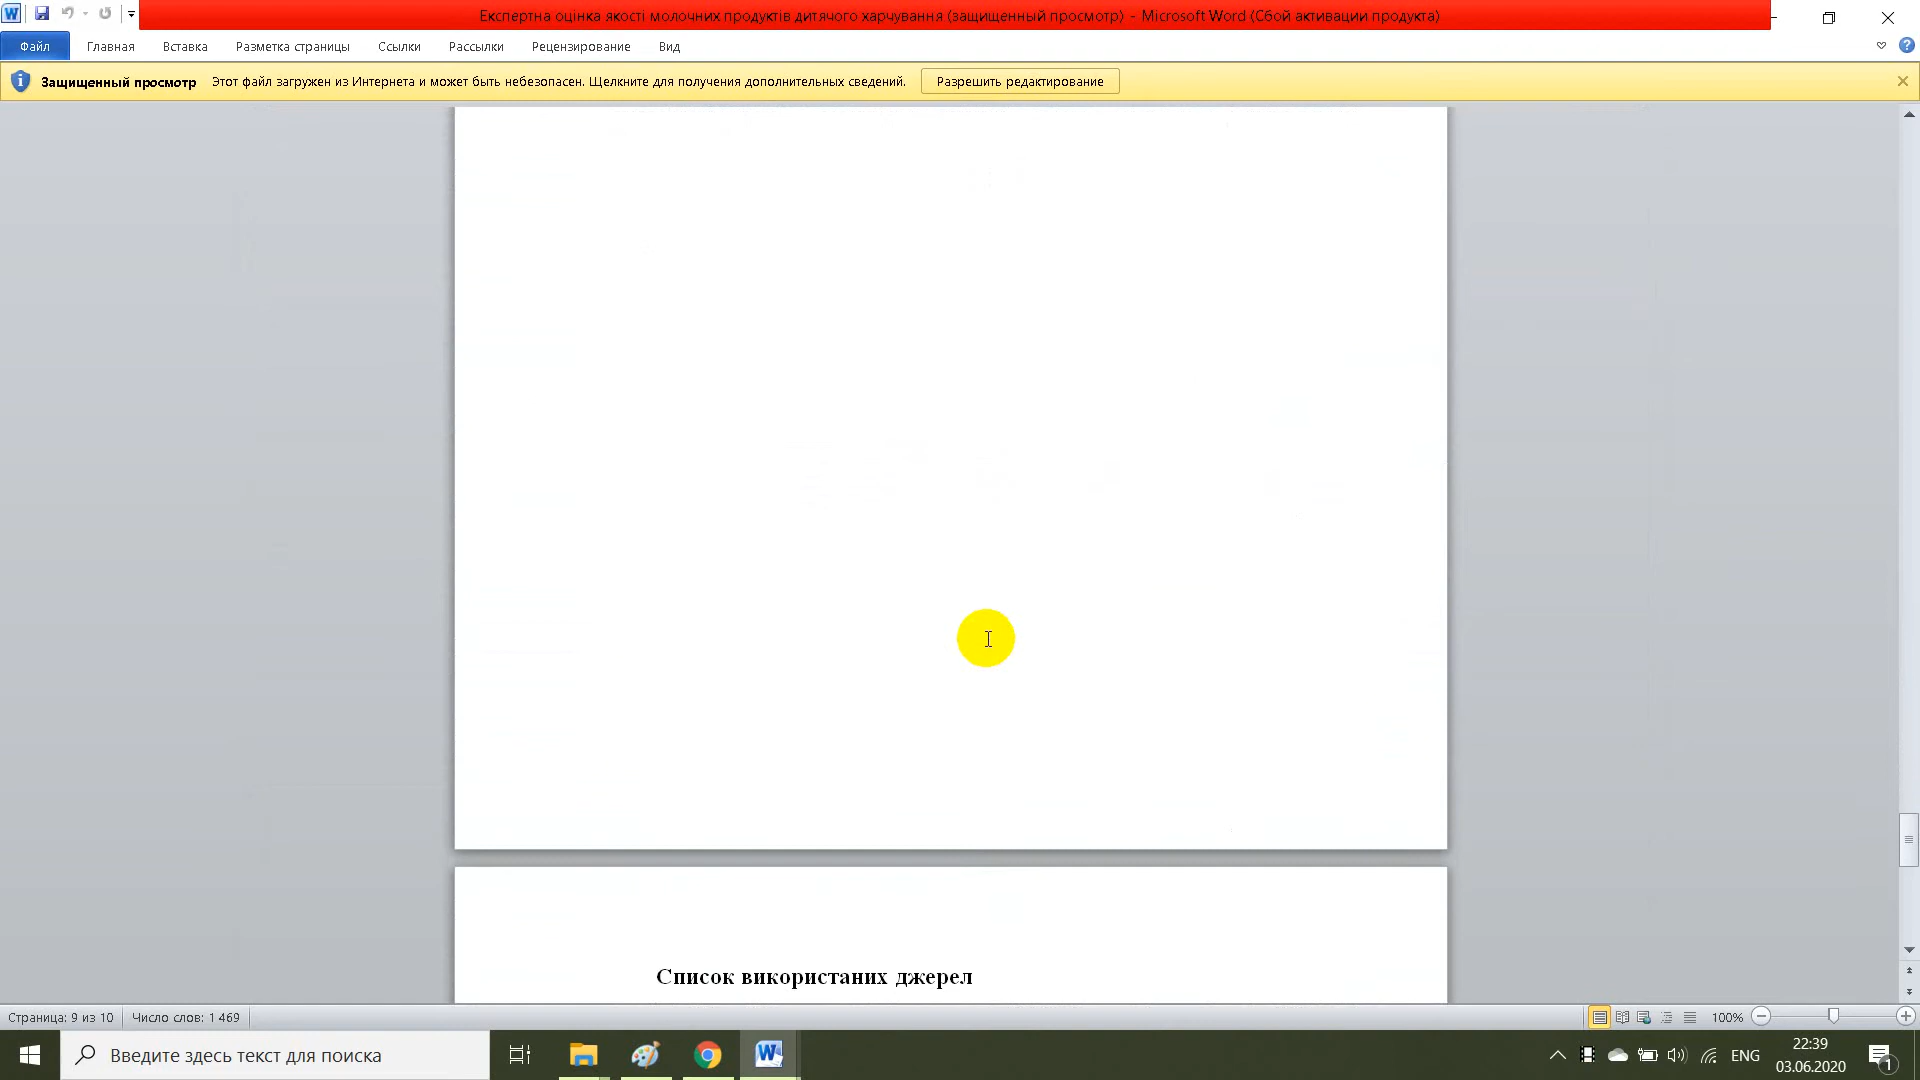 Експертна оцінка якості молочних продуктів дитячого харчування (защищенный просмотр) - Microsoft Word (Сбой активации продукта)
Файл Главная Вставка Разметка страницы Ссылки Рассылки Рецензирование Вид
Защищенный просмотр Этот файл загружен из Интернета и может быть небезопасен. Щелкните для получения дополнительных сведений. Разрешить редактирование
Список використаних джерел
Страница: 9 из 10 Число слов: 1 469 100%
Введите здесь текст для поиска ENG 22:39
03.06.2020 1